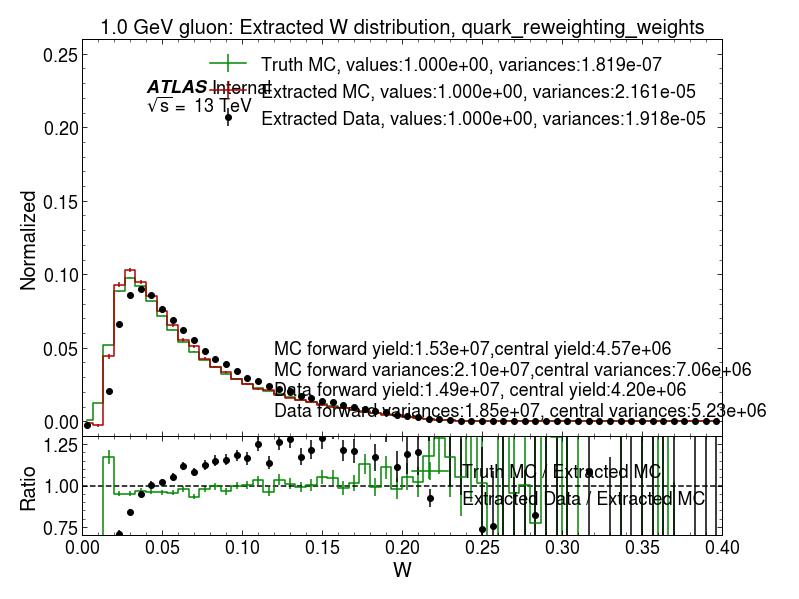 1.0 GeV gluon: Extracted W distribution, quark_reweighting_weights
Truth MC, values:1.000e+00, variances:1.819e-07
ATLAS Internal
Extracted MC, values:1.000e+00, variances:2.161e-05
√s = 13 TeV
Extracted Data, values:1.000e+00, variances:1.918e-05
Normalized
0.25
0.20
0.15
0.10
0.05
0.00
MC forward yield:1.53e+07,central yield:4.57e+06
MC forward variances:2.10e+07,central variances:7.06e+06
Data forward yield:1.49e+07, central yield:4.20e+06
Data forward variances:1.85e+07, central variances:5.23e+06
Ratio
1.25
1.00
0.75
Truth MC / Extracted MC
Extracted Data / Extracted MC
0.00 0.05 0.10 0.15 0.20 0.25 0.30 0.35 0.40
W